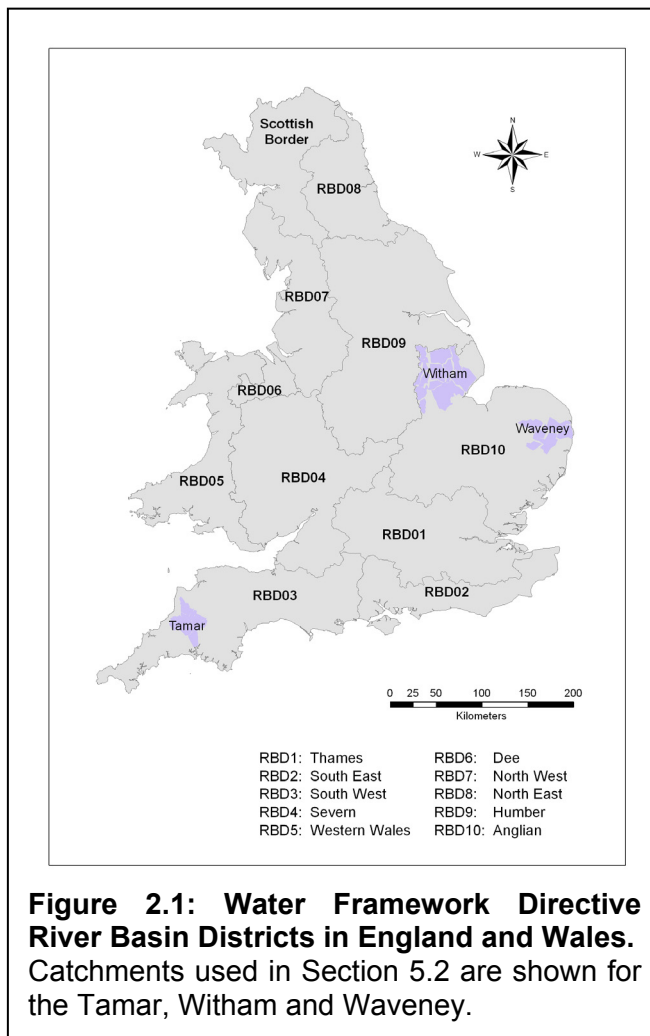 N
W E
S
Scottish
Border
RBD08
RBD07
RBD09
Witham
RBD06
Waveney
RBD10
RBD05
RBD04
RBD01
RBD03
RBD02
Tamar
0 25 50 100 150 200
Kilometers
RBD1: Thames
RBD2: South East
RBD3: South West
RBD4: Severn
RBD5: Western Wales
RBD6: Dee
RBD7: North West
RBD8: North East
RBD9: Humber
RBD10: Anglian
Figure 2.1: Water Framework Directive
River Basin Districts in England and Wales.
Catchments used in Section 5.2 are shown for
the Tamar, Witham and Waveney.